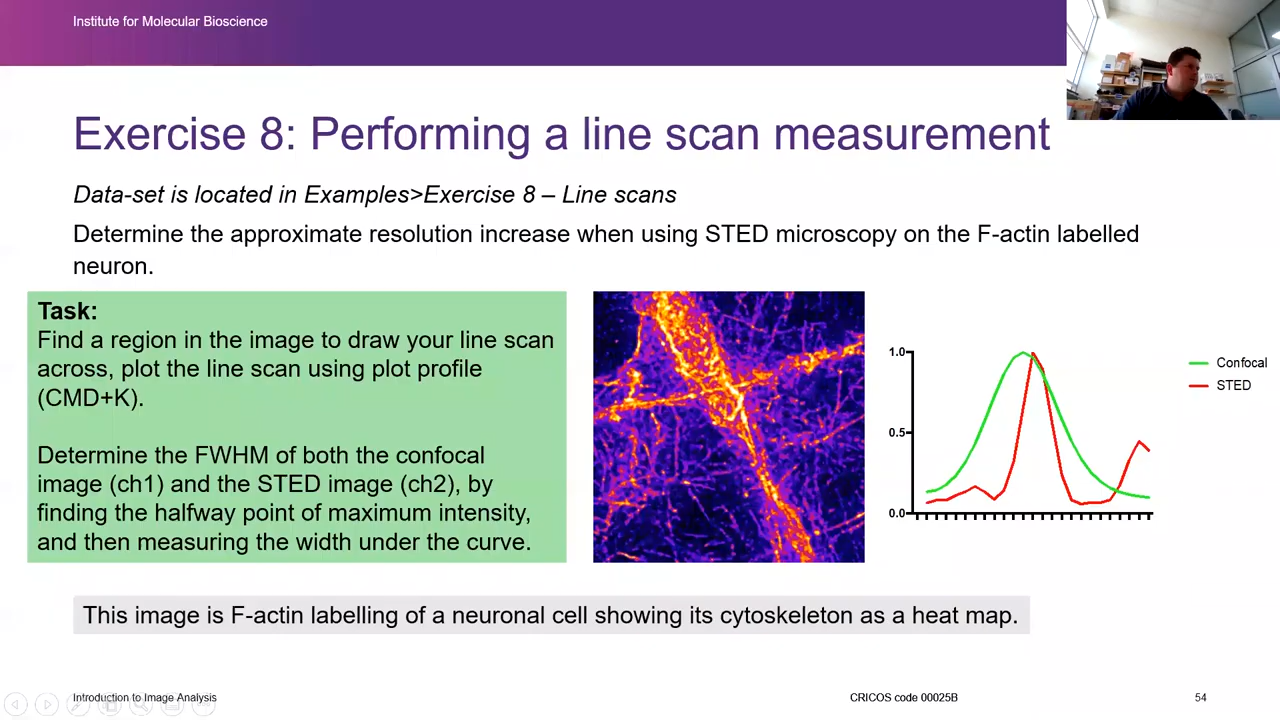 Institute for Molecular Bioscience
Exercise 8: Performing a line scan measurement
Data-set is located in Examples>Exercise 8 – Line scans
Determine the approximate resolution increase when using STED microscopy on the F-actin labelled
neuron.
Task:
Find a region in the image to draw your line scan
across, plot the line scan using plot profile
(CMD+K).
Determine the FWHM of both the confocal
image (ch1) and the STED image (ch2), by
finding the halfway point of maximum intensity,
and then measuring the width under the curve.
1.0
0.5
0.0
Confocal
STED
This image is F-actin labelling of a neuronal cell showing its cytoskeleton as a heat map.
Introduction to Image Analysis
CRICOS code 00025B
54